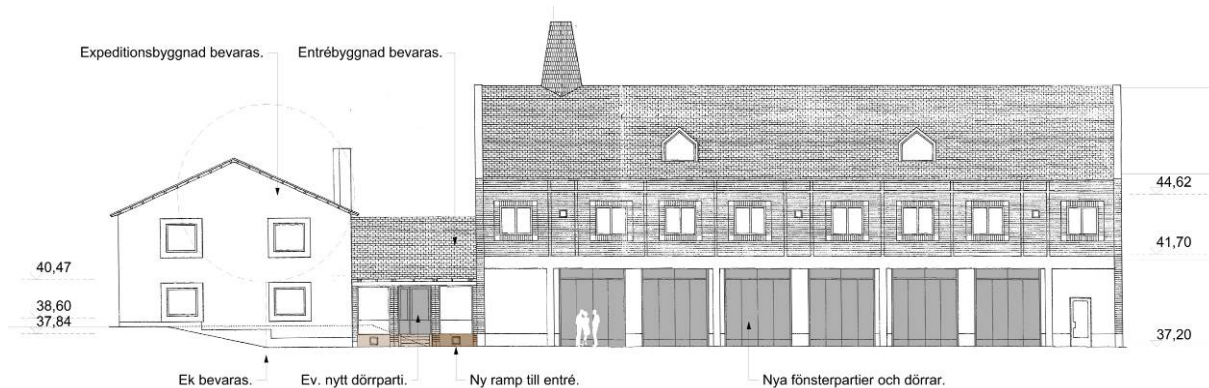 Expeditionsbyggnad bevaras.
Entrébyggnad bevaras.
44,62
41,70
40,47
38,60
37,84
37,20
Ek bevaras.
Ev. nytt dörrparti.
Ny ramp till entré.
Nya fönsterpartier och dörrar.